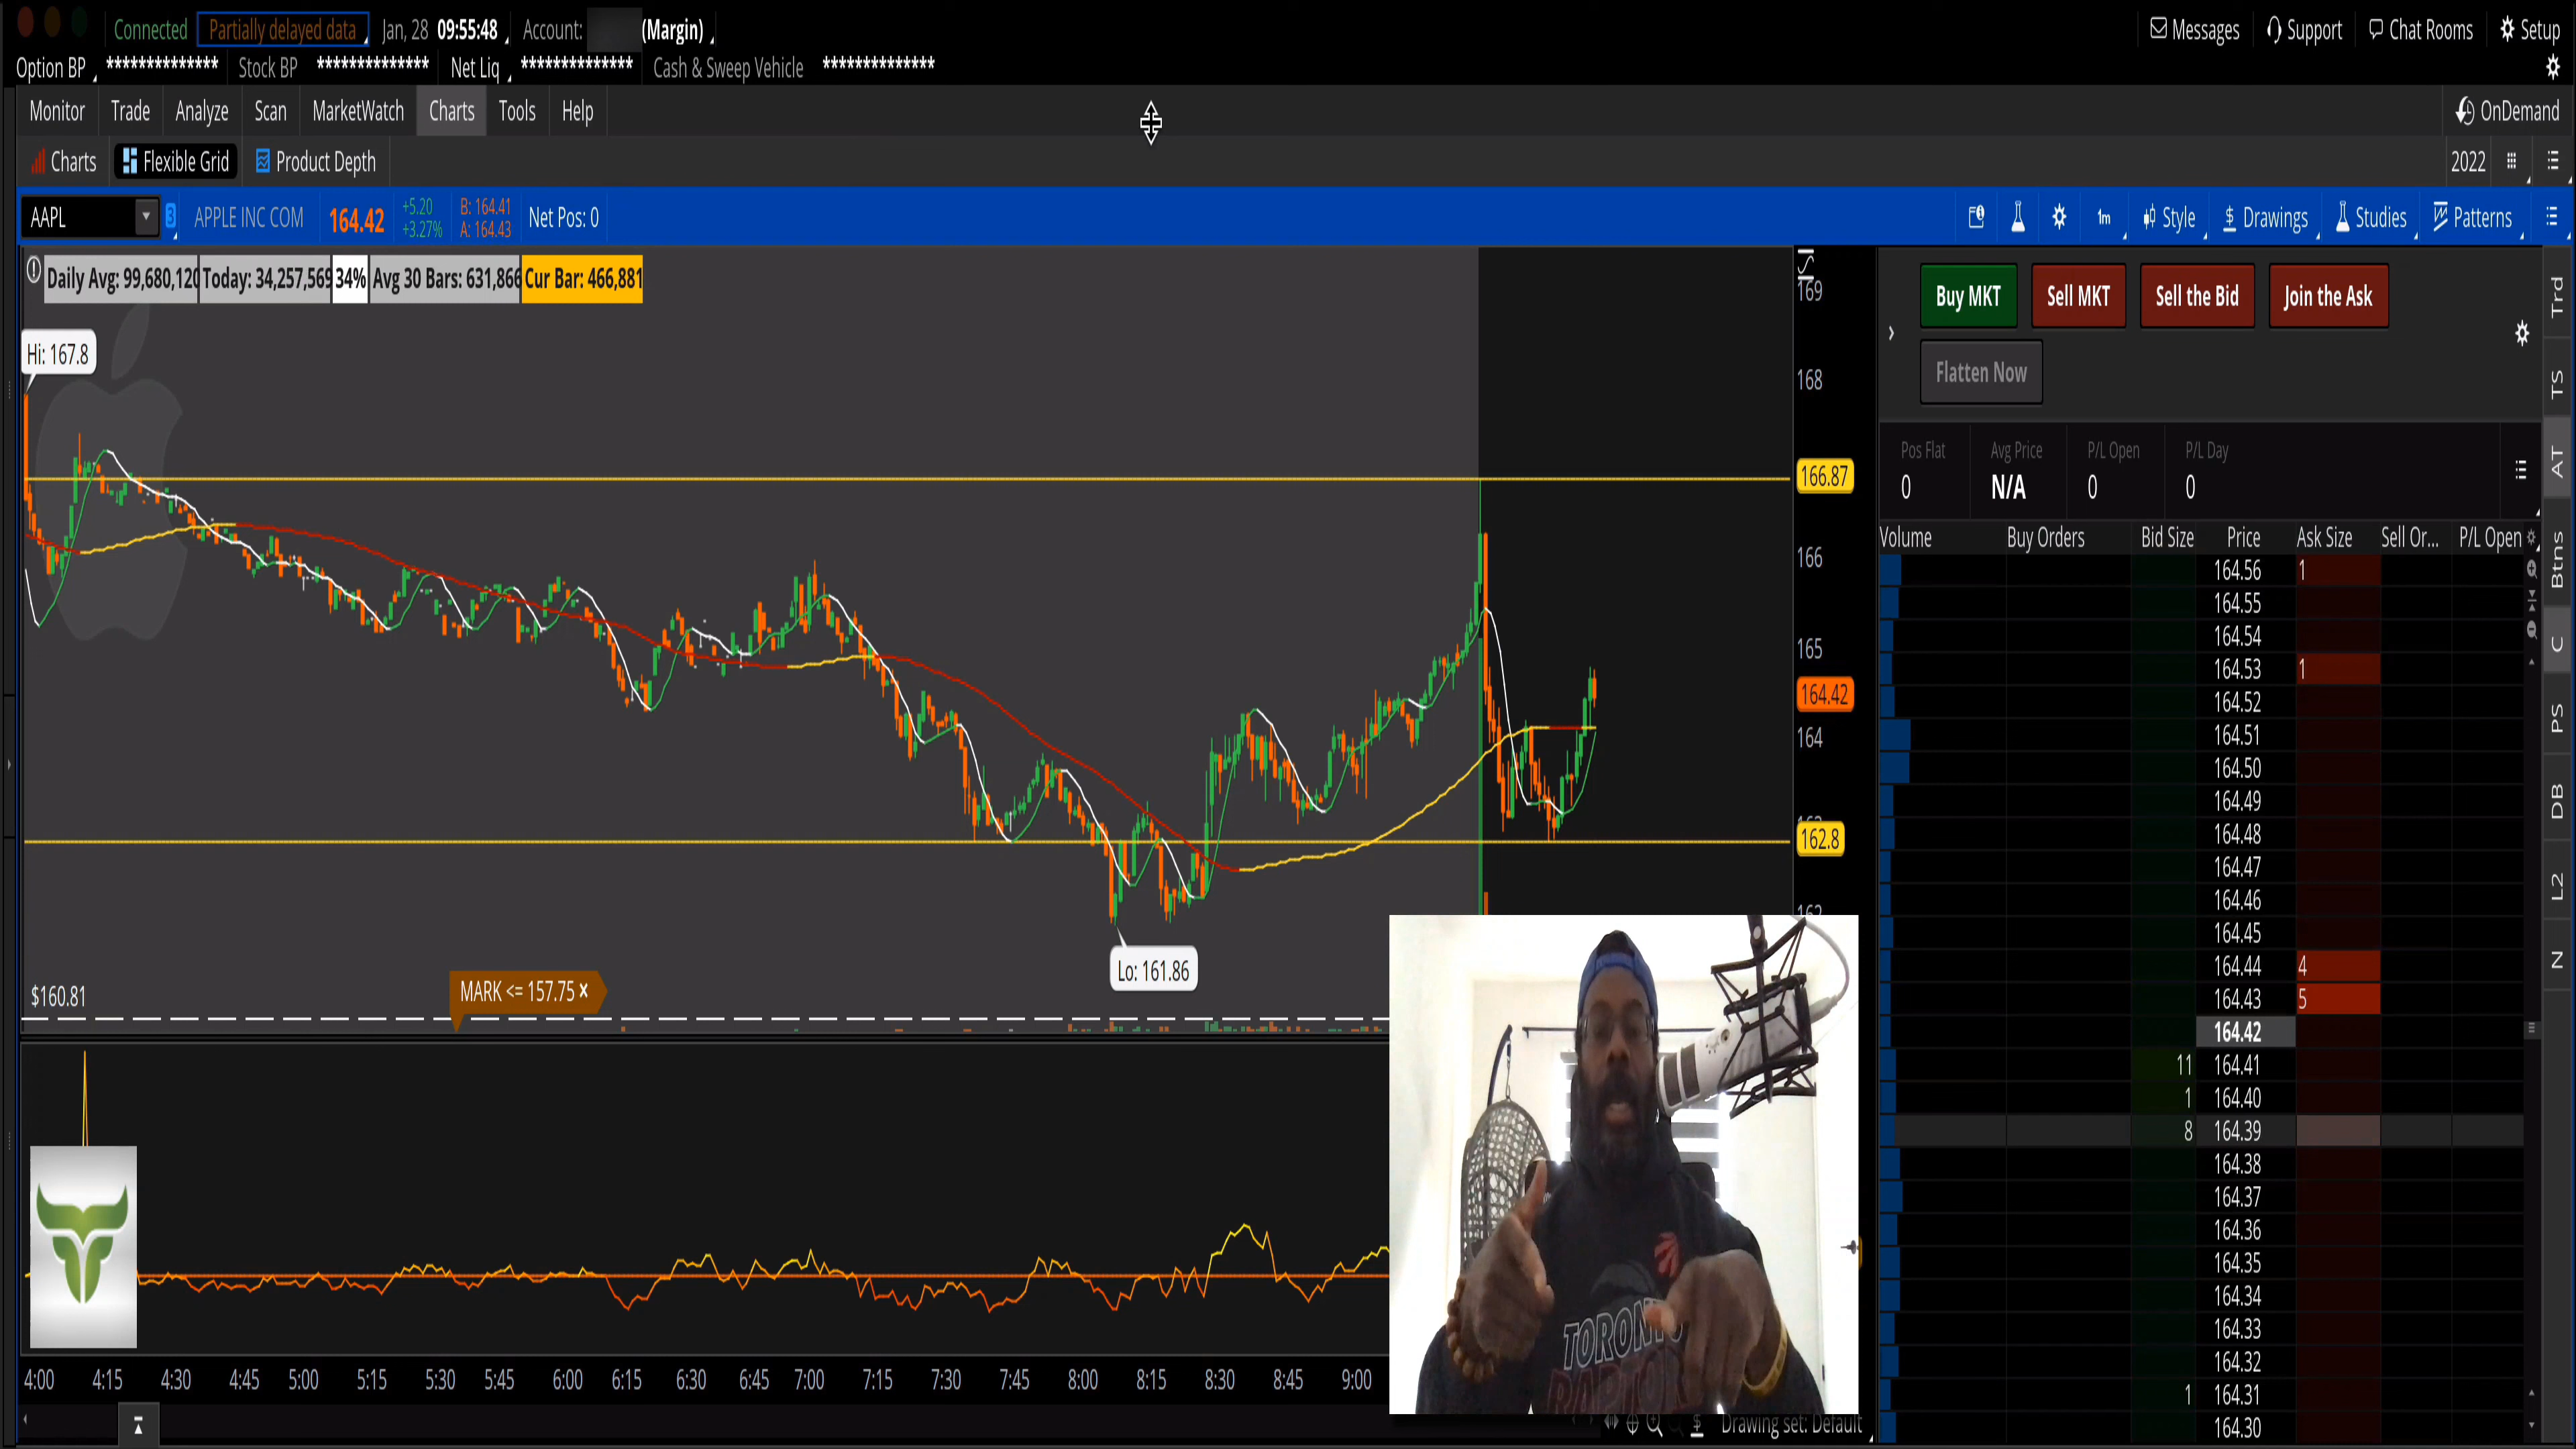 Connected Partially delayed data Jan, 28 09:55:48 Account: (Margin) Messages Support Chat Rooms Setup
Option BP ************** Stock BP ************** Net Liq ************** Cash & Sweep Vehicle **************
Monitor Trade Analyze Scan MarketWatch Charts Tools Help OnDemand
Charts Flexible Grid Product Depth 2022
AAPL 3 APPLE INC COM 164.42 +5.20 B: 164.41 Net Pos: 0 1m Style Drawings Studies Patterns
+3.27% A: 164.43
Daily Avg: 99,680,120 Today: 34,257,569 34% Avg 30 Bars: 631,866 Cur Bar: 466,881
Hi: 167.8
169
168
166.87
166
165
164.42
164
162.8
Lo: 161.86
$160.81
MARK <= 157.75 ×
4:00 4:15 4:30 4:45 5:00 5:15 5:30 5:45 6:00 6:15 6:30 6:45 7:00 7:15 7:30 7:45 8:00 8:15 8:30 8:45 9:00
TORONTO
RAPTOR
Drawing set: Default
Buy MKT Sell MKT Sell the Bid Join the Ask
Flatten Now
Pos Flat Avg Price P/L Open P/L Day
0 N/A 0 0
Volume Buy Orders Bid Size Price Ask Size Sell Or... P/L Open
164.56 1
164.55
164.54
164.53 1
164.52
164.51
164.50
164.49
164.48
164.47
164.46
164.45
164.44 4
164.43 5
164.42
11 164.41
1 164.40
8 164.39
164.38
164.37
164.36
164.35
164.34
164.33
164.32
1 164.31
164.30
Trd
TS
AT
Btns
C
PS
DB
L2
N